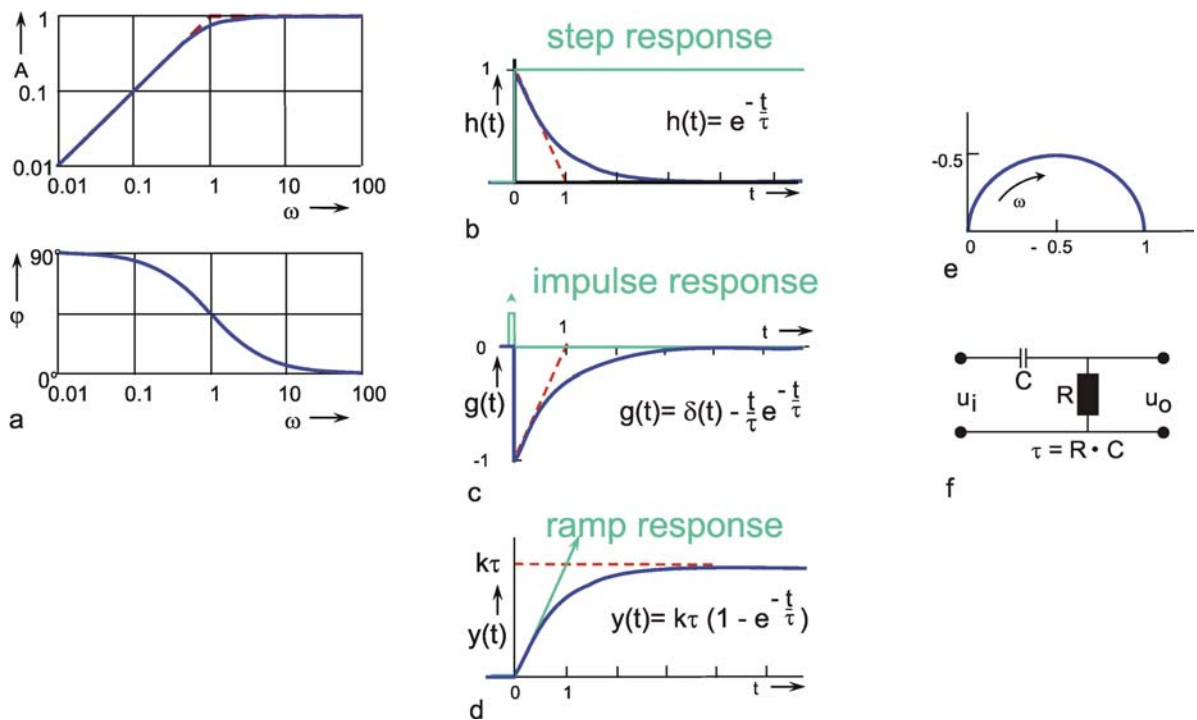 1
A
0.1
0.01
0.01 0.1 1 10 100
ω
90°
φ
0°
0.01 0.1 1 10 100
ω
a
step response
1
h(t)
h(t)= e^-t/τ
0 1 t
b
impulse response
1 t
0
g(t)
g(t)= δ(t) - t/τ e^-t/τ
-1
c
ramp response
kτ
y(t)
y(t)= kτ (1 - e^-t/τ)
0 1 t
d
-0.5
ω
0 - 0.5 1
e
C
u_i R u_o
τ = R • C
f